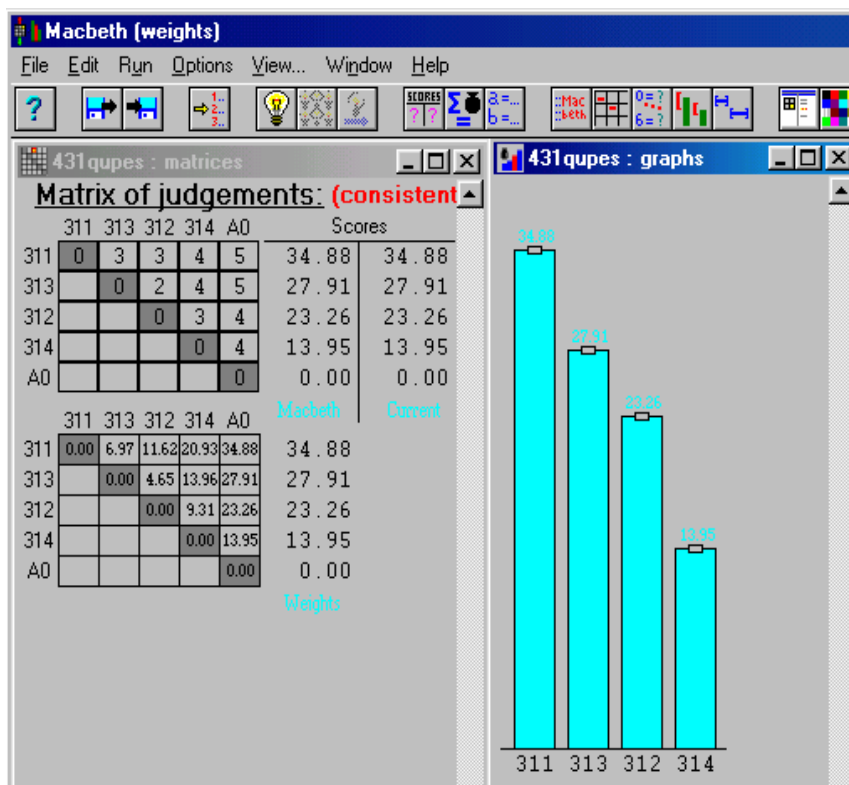 Macbeth (weights)
File Edit Run Options View... Window Help
? 1.. 2.. 3.. ? SCORES ? ? Σ a=... b=... Mac beth 0=? 6=?
431qupes : matrices
Matrix of judgements: (consistent
311 313 312 314 A0 Scores
311 0 3 3 4 5 34.88 34.88
313 0 2 4 5 27.91 27.91
312 0 3 4 23.26 23.26
314 0 4 13.95 13.95
A0 0 0.00 0.00
Macbeth Current
311 313 312 314 A0
311 0.00 6.97 11.62 20.93 34.88 34.88
313 0.00 4.65 13.96 27.91 27.91
312 0.00 9.31 23.26 23.26
314 0.00 13.95 13.95
A0 0.00 0.00
Weights
431qupes : graphs
34.88
27.91
23.26
13.95
311 313 312 314